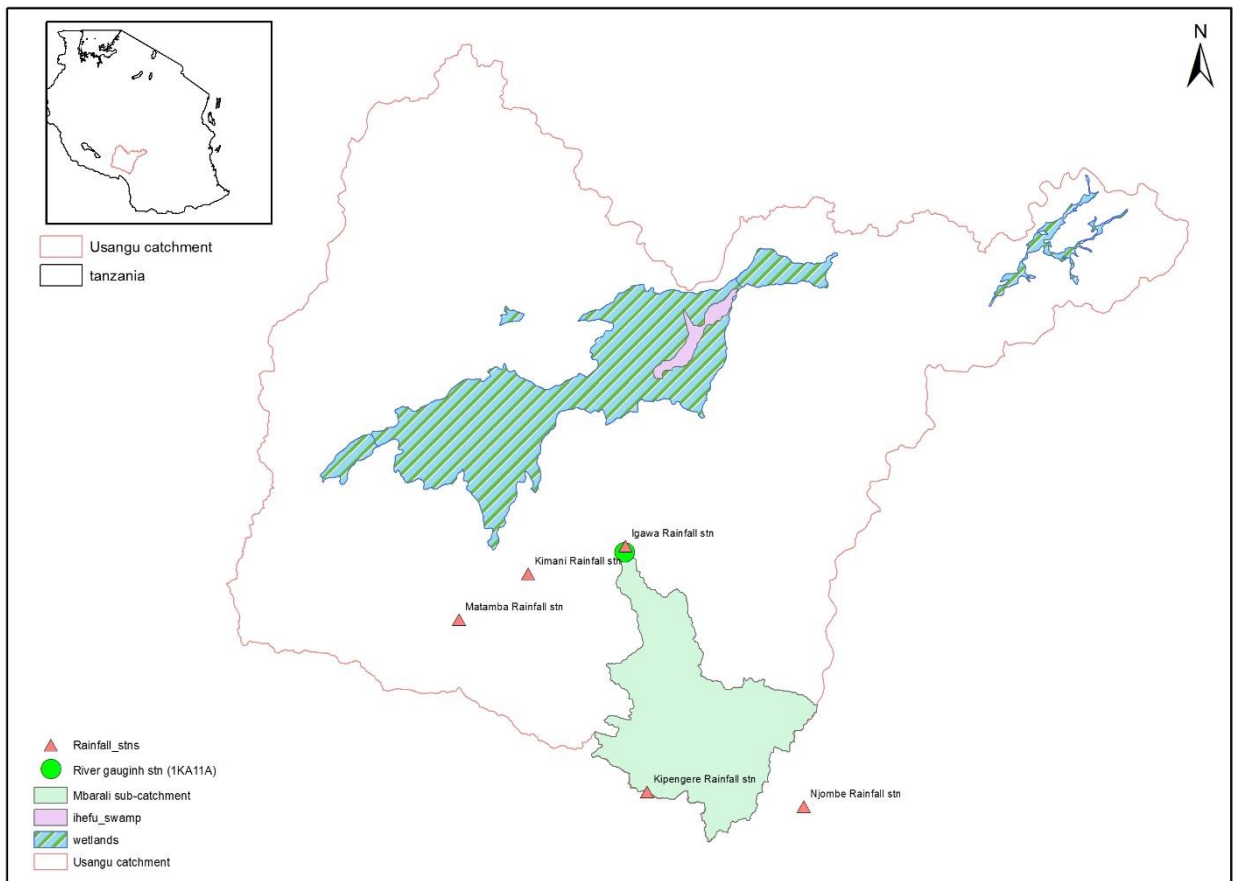 N
Usangu catchment
tanzania
Igawa Rainfall stn
Kimani Rainfall stn
Matamba Rainfall stn
Kipengere Rainfall stn
Njombe Rainfall stn
Rainfall_stns
River gauginh stn (1KA11A)
Mbarali sub-catchment
ihefu_swamp
wetlands
Usangu catchment